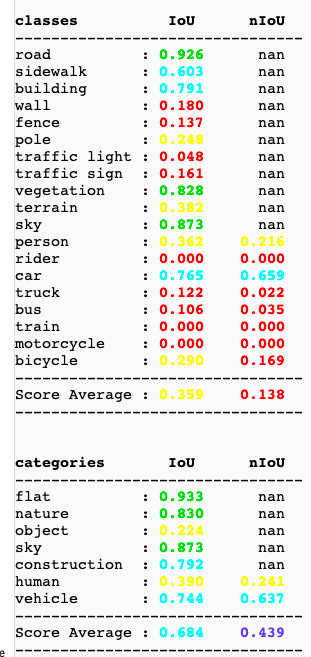 classes IoU nIoU
--------------------------------
road : 0.926 nan
sidewalk : 0.603 nan
building : 0.791 nan
wall : 0.180 nan
fence : 0.137 nan
pole : 0.248 nan
traffic light : 0.048 nan
traffic sign : 0.161 nan
vegetation : 0.828 nan
terrain : 0.382 nan
sky : 0.873 nan
person : 0.362 0.216
rider : 0.000 0.000
car : 0.765 0.659
truck : 0.122 0.022
bus : 0.106 0.035
train : 0.000 0.000
motorcycle : 0.000 0.000
bicycle : 0.290 0.169
--------------------------------
Score Average : 0.359 0.138
--------------------------------
categories IoU nIoU
--------------------------------
flat : 0.933 nan
nature : 0.830 nan
object : 0.224 nan
sky : 0.873 nan
construction : 0.792 nan
human : 0.390 0.241
vehicle : 0.744 0.637
--------------------------------
Score Average : 0.684 0.439
--------------------------------
e